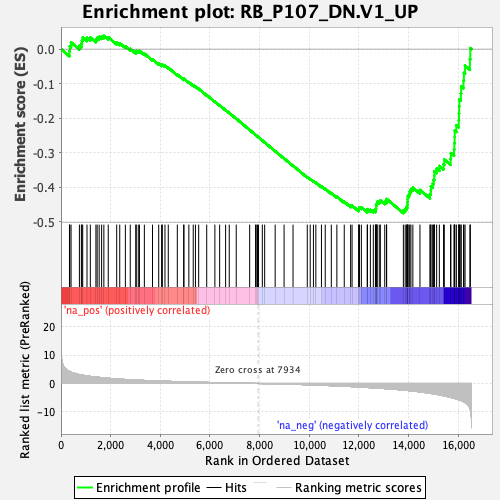 Enrichment plot: RB_P107_DN.V1_UP
Enrichment score (ES)
0.0
-0.1
-0.2
-0.3
-0.4
-0.5
'na_pos' (positively correlated)
Ranked list metric (PreRanked)
20
10
0
-10
Zero cross at 7934
'na_neg' (negatively correlated)
0
2,000
4,000
6,000
8,000
10,000
12,000
14,000
16,000
Rank in Ordered Dataset
Enrichment profile
Hits
Ranking metric scores